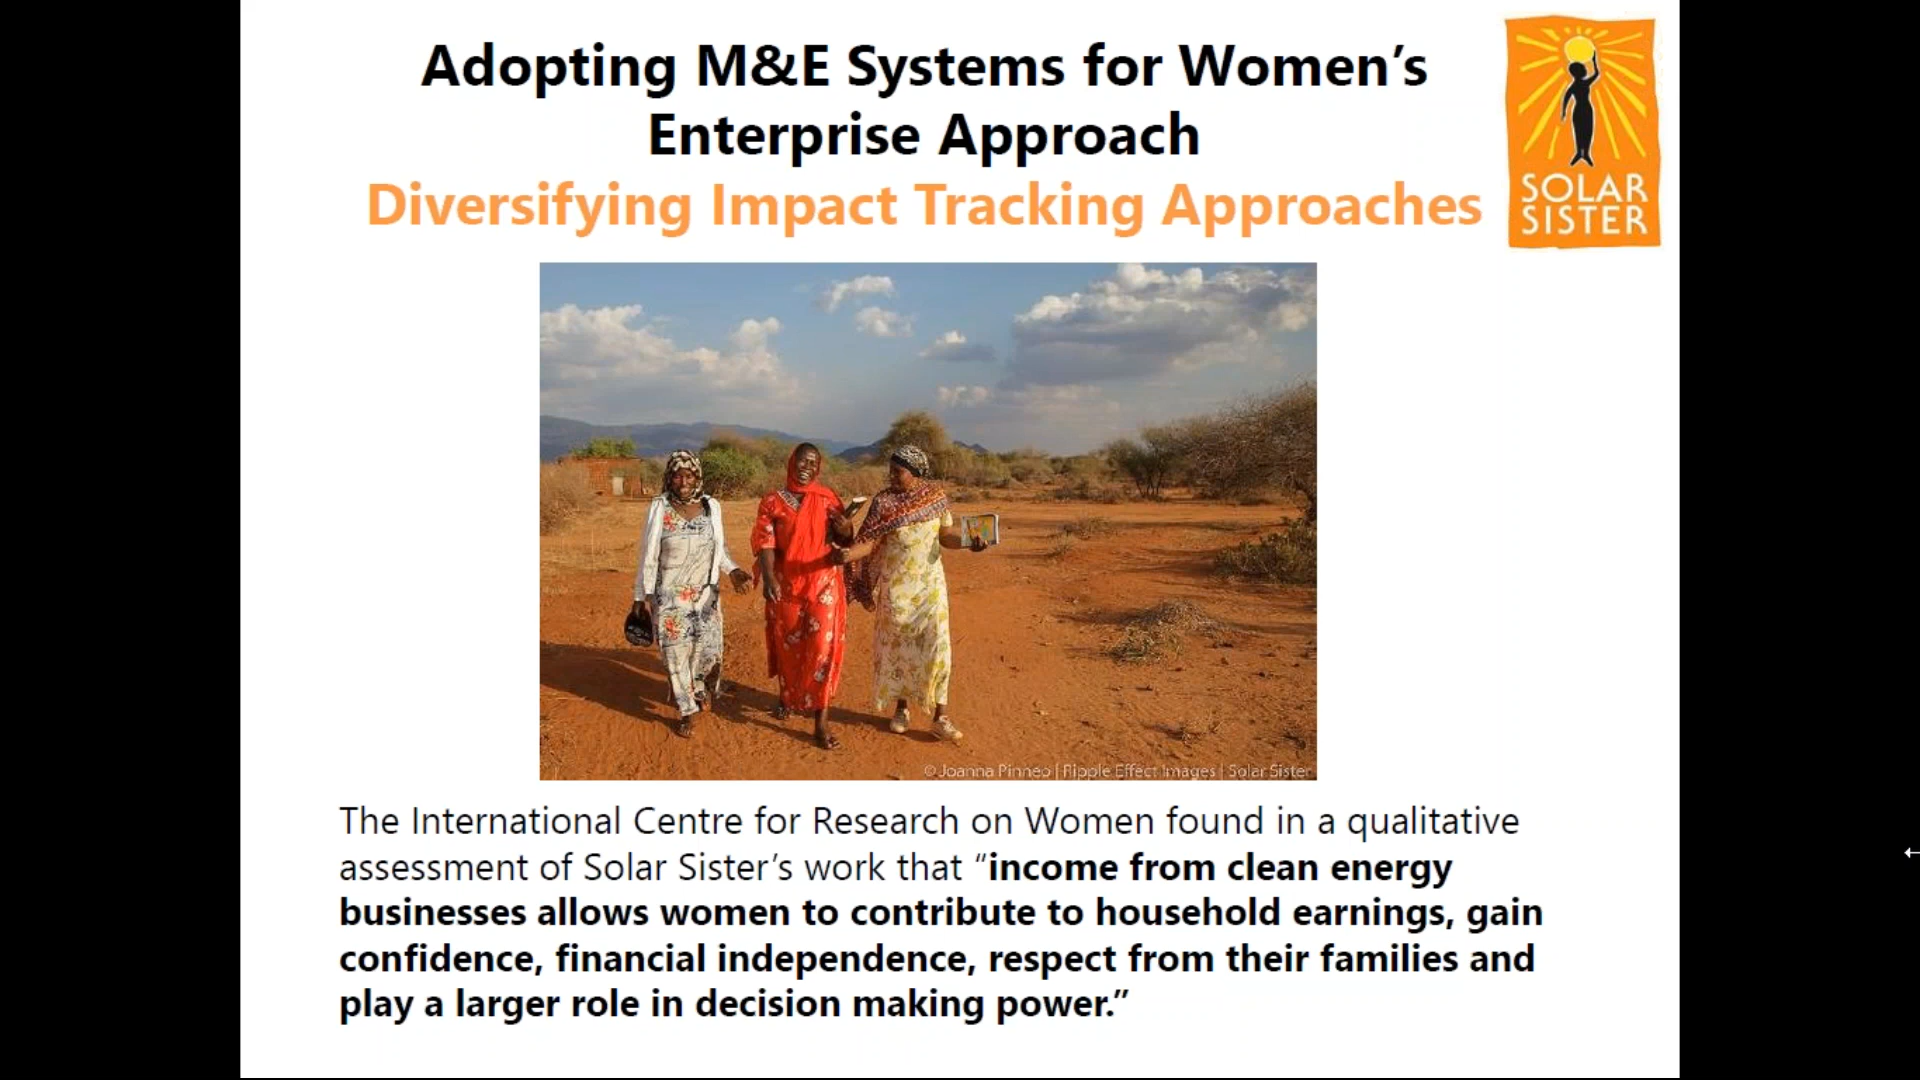 Adopting M&E Systems for Women’s
Enterprise Approach
Diversifying Impact Tracking Approaches
SOLAR
SISTER
© Joanna Pinneo | Ripple Effect Images | Solar Sister
The International Centre for Research on Women found in a qualitative
assessment of Solar Sister’s work that “income from clean energy
businesses allows women to contribute to household earnings, gain
confidence, financial independence, respect from their families and
play a larger role in decision making power.”